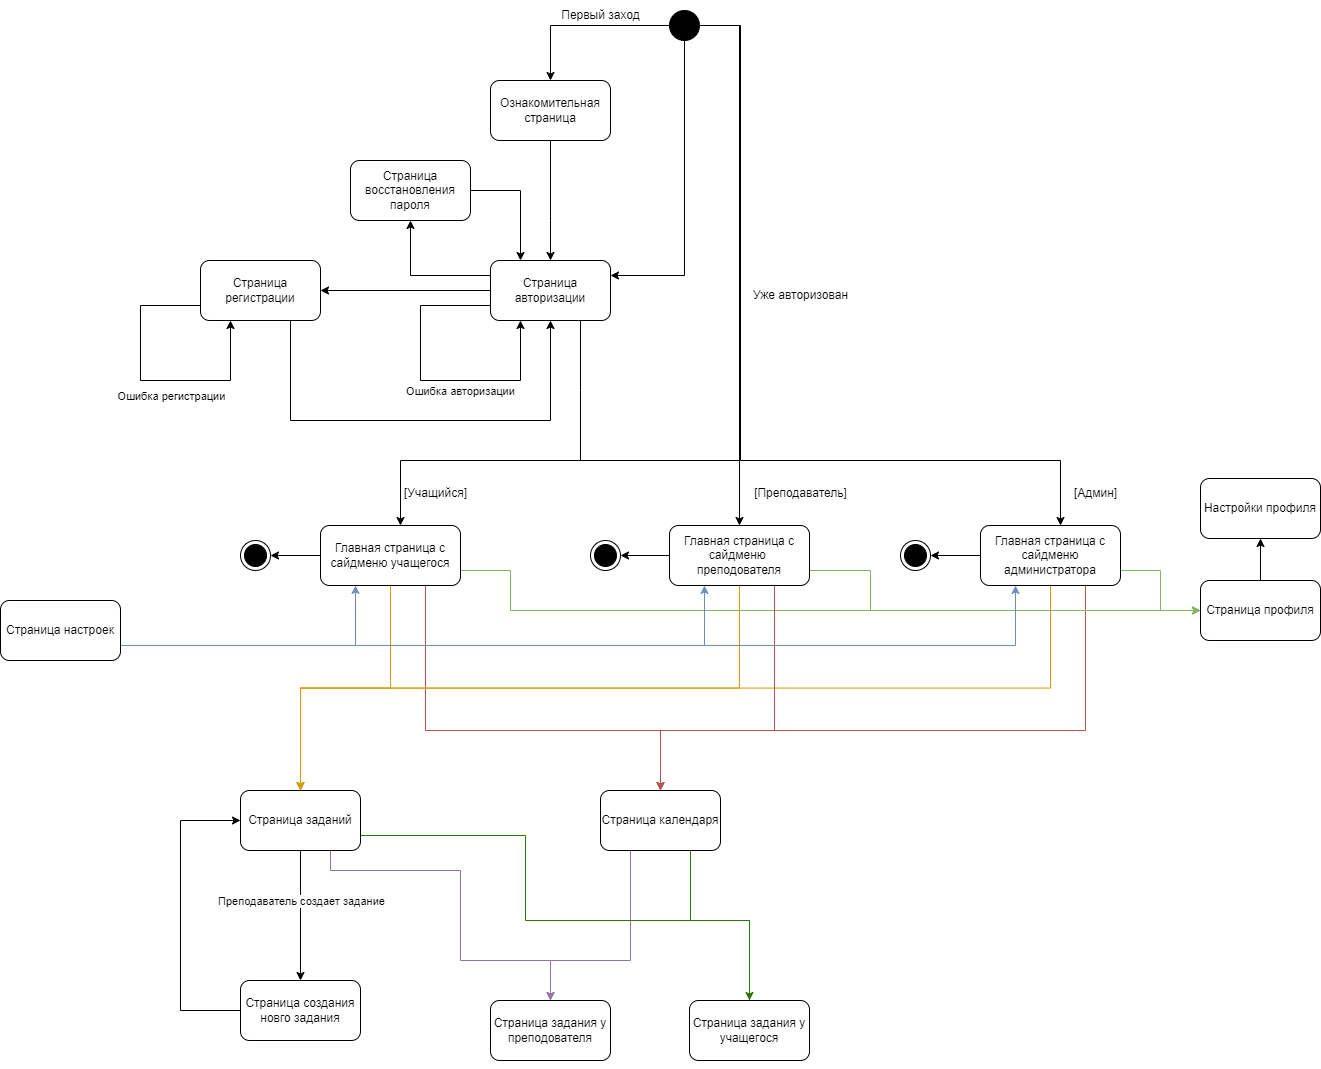 Первый заход
Ознакомительная
страница
Страница
восстановления
пароля
Страница
регистрации
Страница
авторизации
Уже авторизован
Ошибка регистрации
Ошибка авторизации
[Учащийся]
[Преподаватель]
[Админ]
Настройки профиля
Главная страница с
сайдменю учащегося
Главная страница с
сайдменю
преподователя
Главная страница с
сайдменю
администратора
Страница настроек
Страница профиля
Страница заданий
Страница календаря
Преподаватель создает задание
Страница создания
новго задания
Страница задания у
преподователя
Страница задания у
учащегося